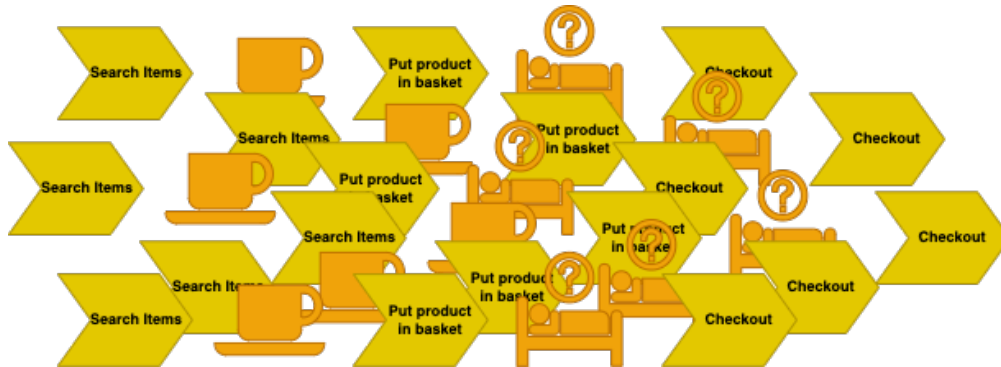 Search Items
Put product
in basket
Checkout
Search Items
Put product
in basket
Checkout
Search Items
Put product
basket
Checkout
Search Items
Put product
in basket
Checkout
Search Items
Put product
in basket
Checkout
Search Items
Put product
in basket
Checkout